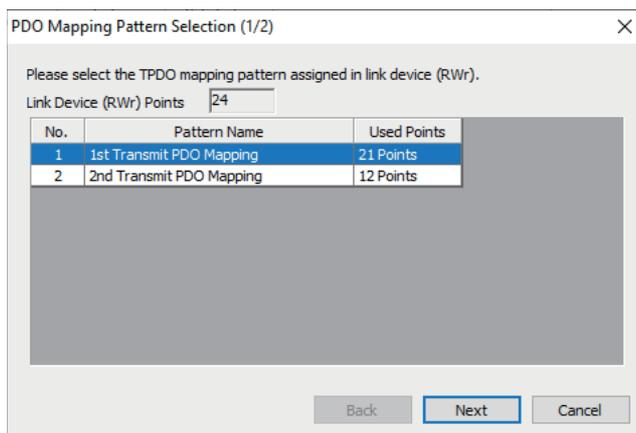 PDO Mapping Pattern Selection (1/2)
Please select the TPDO mapping pattern assigned in link device (RWr).
Link Device (RWr) Points 24
No. Pattern Name Used Points
1 1st Transmit PDO Mapping 21 Points
2 2nd Transmit PDO Mapping 12 Points
Back Next Cancel